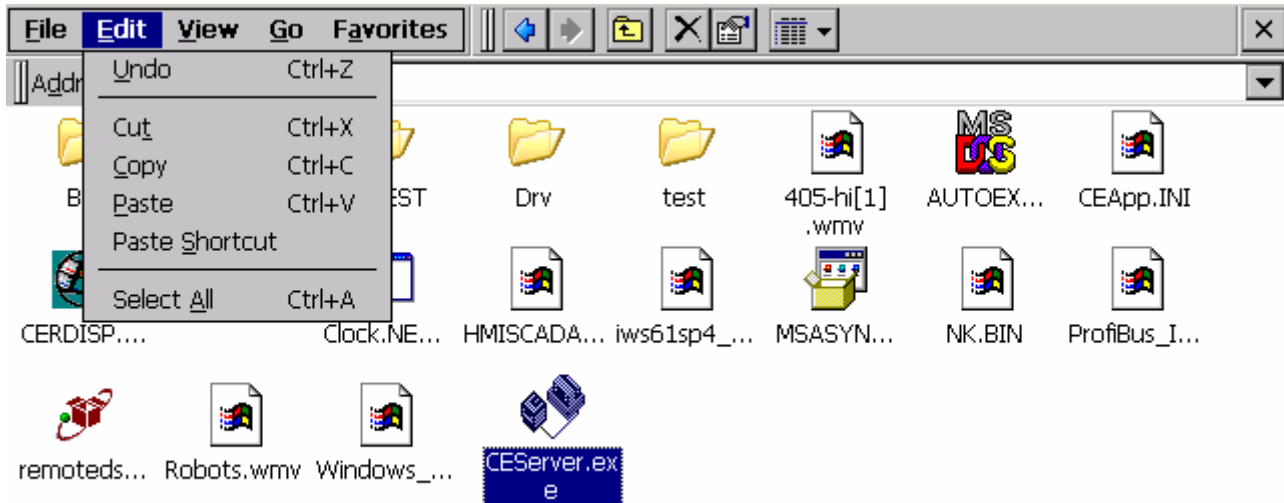 File Edit View Go Favorites
Addr
Undo Ctrl+Z
Cut Ctrl+X
Copy Ctrl+C
Paste Ctrl+V
Paste Shortcut
Select All Ctrl+A
B
EST
Drv
test
405-hi[1]
.wmv
AUTOEX...
CEApp.INI
CERDISP....
Clock.NE...
HMISCADA...
iws61sp4_...
MSASYN...
NK.BIN
ProfiBus_I...
remoteds...
Robots.wmv
Windows_...
CEServer.ex
e